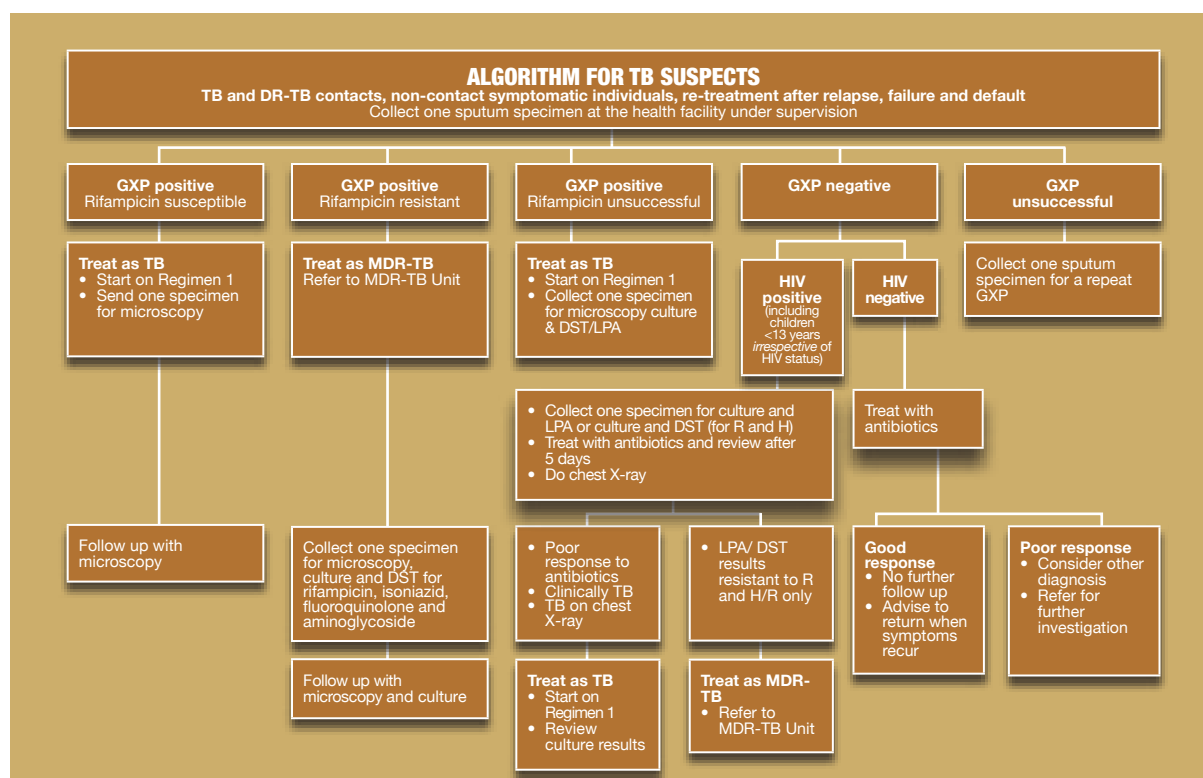 ALGORITHM FOR TB SUSPECTS
TB and DR-TB contacts, non-contact symptomatic individuals, re-treatment after relapse, failure and default
Collect one sputum specimen at the health facility under supervision
GXP positive
Rifampicin susceptible
GXP positive
Rifampicin resistant
GXP positive
Rifampicin unsuccessful
GXP negative
GXP
unsuccessful
Treat as TB
• Start on Regimen 1
• Send one specimen
for microscopy
Treat as MDR-TB
Refer to MDR-TB Unit
Treat as TB
• Start on Regimen 1
• Collect one specimen
for microscopy culture
& DST/LPA
HIV
positive
(including
children
<13 years
irrespective of
HIV status)
HIV
negative
Collect one sputum
specimen for a repeat
GXP
• Collect one specimen for culture and
LPA or culture and DST (for R and H)
• Treat with antibiotics and review after
5 days
• Do chest X-ray
Treat with
antibiotics
Follow up with
microscopy
Collect one specimen
for microscopy,
culture and DST for
rifampicin, isoniazid,
fluoroquinolone and
aminoglycoside
• Poor
response to
antibiotics
• Clinically TB
• TB on chest
X-ray
• LPA/ DST
results
resistant to R
and H/R only
Good
response
• No further
follow up
• Advise to
return when
symptoms
recur
Poor response
• Consider other
diagnosis
• Refer for
further
investigation
Follow up with
microscopy and culture
Treat as TB
• Start on
Regimen 1
• Review
culture results
Treat as MDR-
TB
• Refer to
MDR-TB Unit